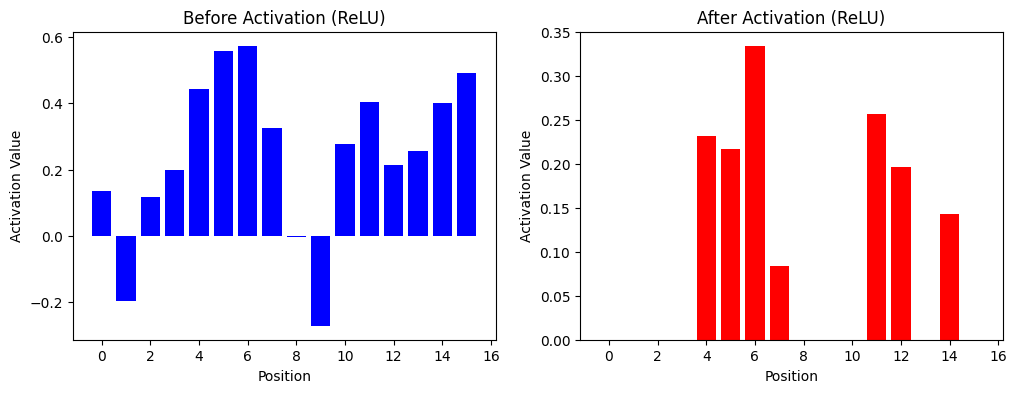 Before Activation (ReLU)
0.6
0.4
0.2
0.0
−0.2
Activation Value
0 2 4 6 8 10 12 14 16
Position
After Activation (ReLU)
0.35
0.30
0.25
0.20
0.15
0.10
0.05
0.00
Activation Value
0 2 4 6 8 10 12 14 16
Position